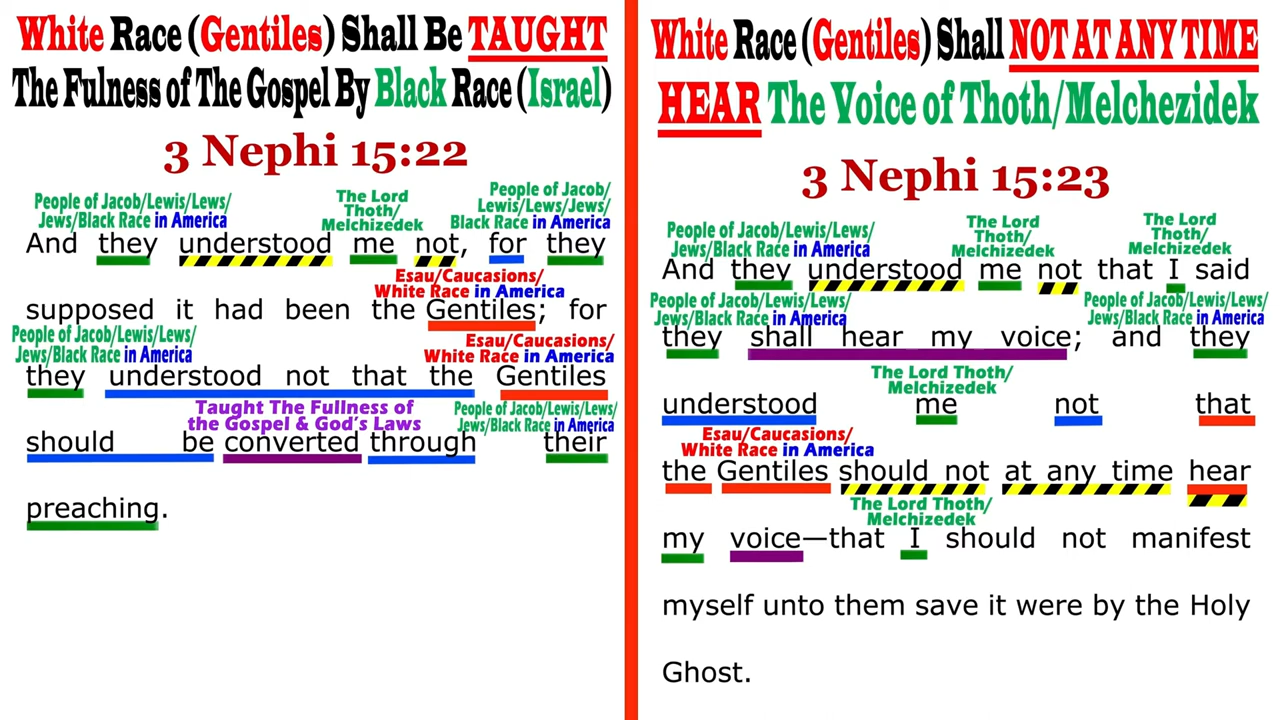 White Race (Gentiles) Shall Be TAUGHT
The Fulness of The Gospel By Black Race (Israel)
3 Nephi 15:22
People of Jacob/Lewis/Lews/
Jews/Black Race in America
The Lord
Thoth/
Melchizedek
People of Jacob/
Lewis/Lews/Jews/
Black Race in America
And they understood me not, for they
Esau/Caucasions/
White Race in America
supposed it had been the Gentiles; for
People of Jacob/Lewis/Lews/
Jews/Black Race in America
Esau/Caucasions/
White Race in America
they understood not that the Gentiles
Taught The Fullness of
the Gospel & God's Laws
People of Jacob/Lewis/Lews/
Jews/Black Race in America
should be converted through their
preaching.
White Race (Gentiles) Shall NOT AT ANY TIME
HEAR The Voice of Thoth/Melchezidek
3 Nephi 15:23
People of Jacob/Lewis/Lews/
Jews/Black Race in America
The Lord
Thoth/
Melchizedek
The Lord
Thoth/
Melchizedek
And they understood me not that I said
People of Jacob/Lewis/Lews/
Jews/Black Race in America
People of Jacob/Lewis/Lews/
Jews/Black Race in America
they shall hear my voice; and they
The Lord Thoth/
Melchizedek
understood me not that
Esau/Caucasions/
White Race in America
the Gentiles should not at any time hear
The Lord Thoth/
Melchizedek
my voice—that I should not manifest
myself unto them save it were by the Holy
Ghost.